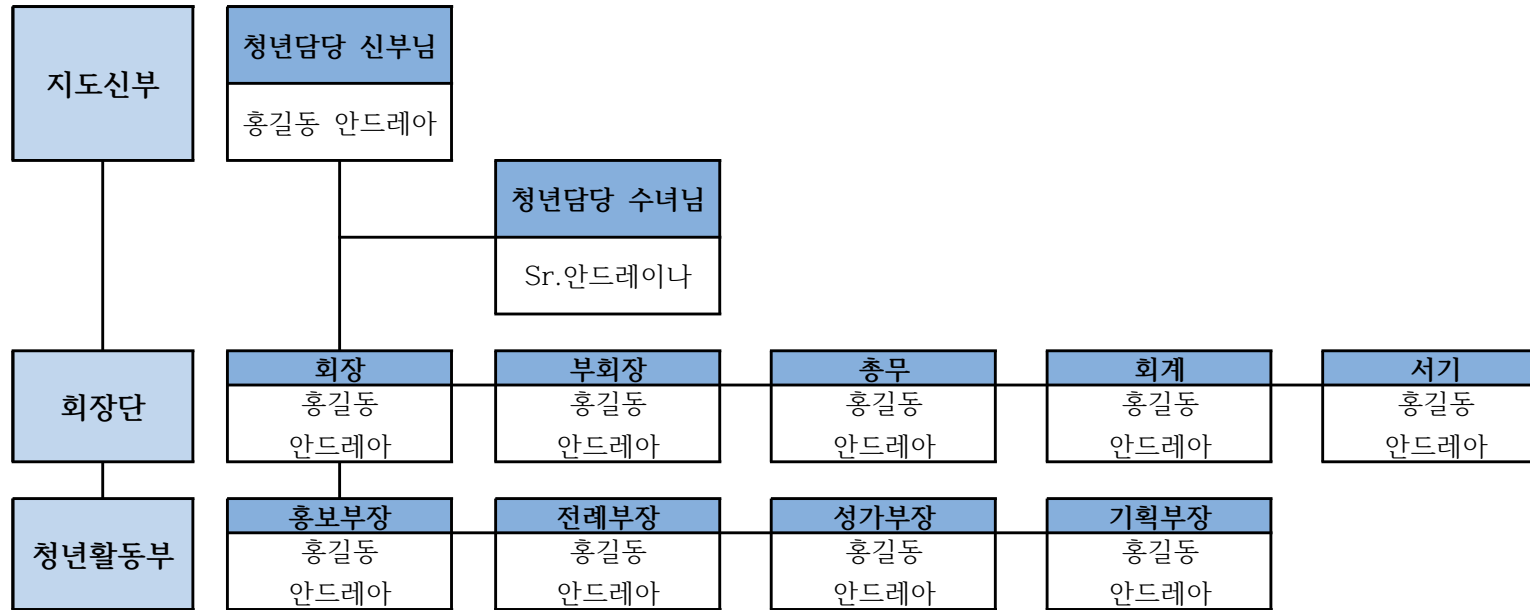 지도신부
청년담당 신부님
홍길동 안드레아
청년담당 수녀님
Sr.안드레이나
회장단
회장
홍길동
안드레아
부회장
홍길동
안드레아
총무
홍길동
안드레아
회계
홍길동
안드레아
서기
홍길동
안드레아
청년활동부
홍보부장
홍길동
안드레아
전례부장
홍길동
안드레아
성가부장
홍길동
안드레아
기획부장
홍길동
안드레아